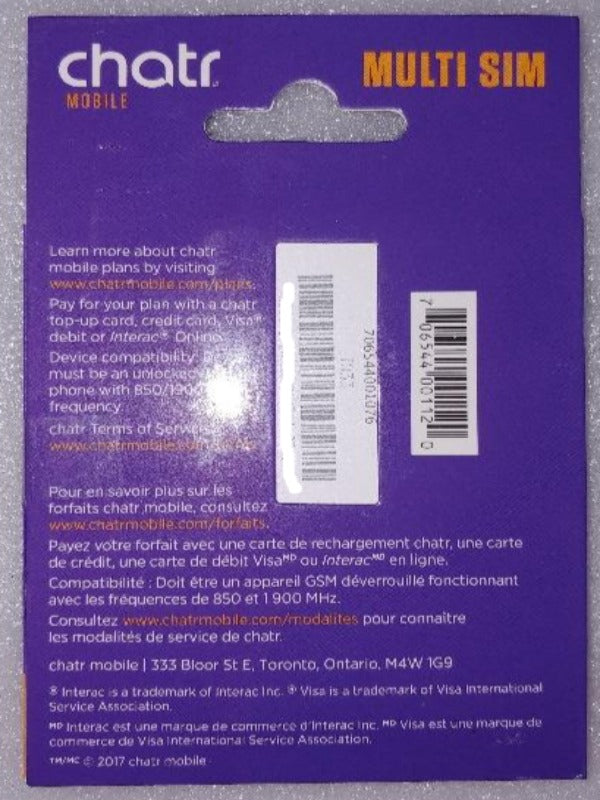 chatr
MOBILE
MULTI SIM
Learn more about chatr
mobile plans by visiting
www.chatrmobile.com/plans.
Pay for your plan with a chatr
top-up card, credit card, Visa*
debit or Interac® Online.
Device compatibility:
must be an unlocked
phone with 850/1900
frequency.
chatr Terms of Service:
www.chatrmobile.com
706544001076
7 06544 00112 0
Pour en savoir plus sur les
forfaits chatr mobile, consultez
www.chatrmobile.com/forfaits.
Payez votre forfait avec une carte de rechargement chatr, une carte
de crédit, une carte de débit Visaᴹᴰ ou Interacᴹᴰ en ligne.
Compatibilité : Doit être un appareil GSM déverrouillé fonctionnant
avec les fréquences de 850 et 1 900 MHz.
Consultez www.chatrmobile.com/modalites pour connaître
les modalités de service de chatr.
chatr mobile | 333 Bloor St E, Toronto, Ontario, M4W 1G9
® Interac is a trademark of Interac Inc. ® Visa is a trademark of Visa International
Service Association.
ᴹᴰ Interac est une marque de commerce d'Interac Inc. ᴹᴰ Visa est une marque de
commerce de Visa International Service Association.
TM/MC © 2017 chatr mobile